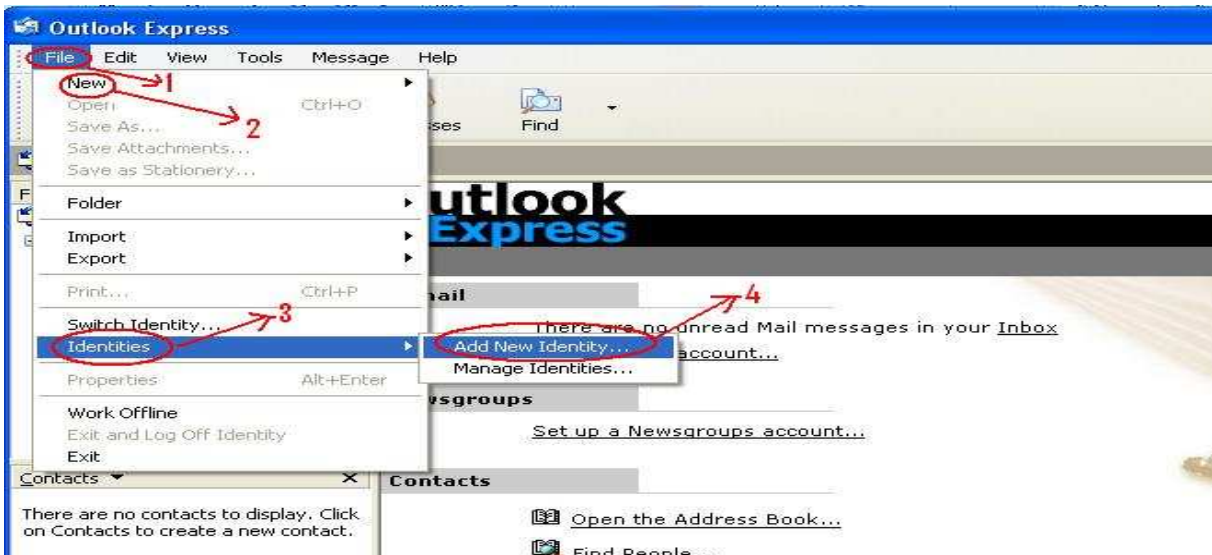 Outlook Express
File Edit View Tools Message Help
1
New
2
Open Ctrl+O
Save As...
Save Attachments...
Save as Stationery...
Folder
Import
Export
Print... Ctrl+P
3
Switch Identity...
Identities
4
Add New Identity...
Manage Identities...
Properties Alt+Enter
Work Offline
Exit and Log Off Identity
Exit
Find
utlook
Express
There are no unread Mail messages in your Inbox
account...
Set up a Newsgroups account...
Contacts
Open the Address Book...
Find People...
Contacts
There are no contacts to display. Click
on Contacts to create a new contact.